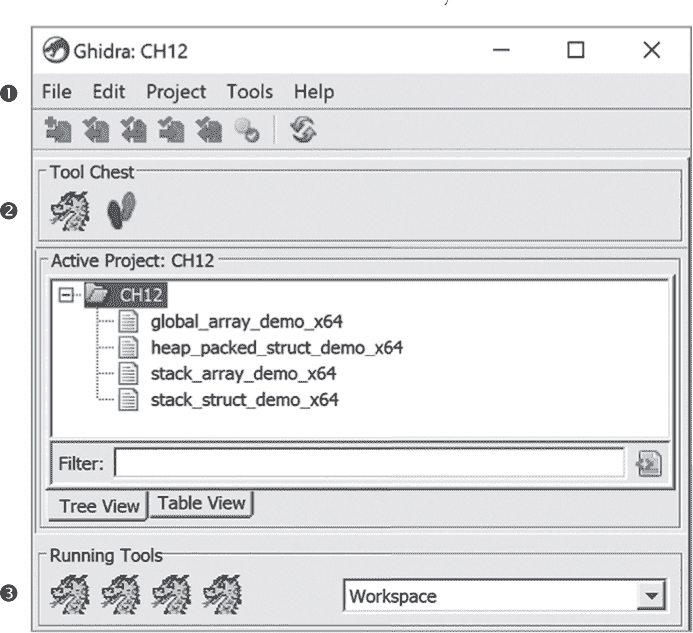 Ghidra: CH12
❶ File Edit Project Tools Help
Tool Chest
❷
Active Project: CH12
CH12
global_array_demo_x64
heap_packed_struct_demo_x64
stack_array_demo_x64
stack_struct_demo_x64
Filter:
Tree View Table View
Running Tools
❸ Workspace